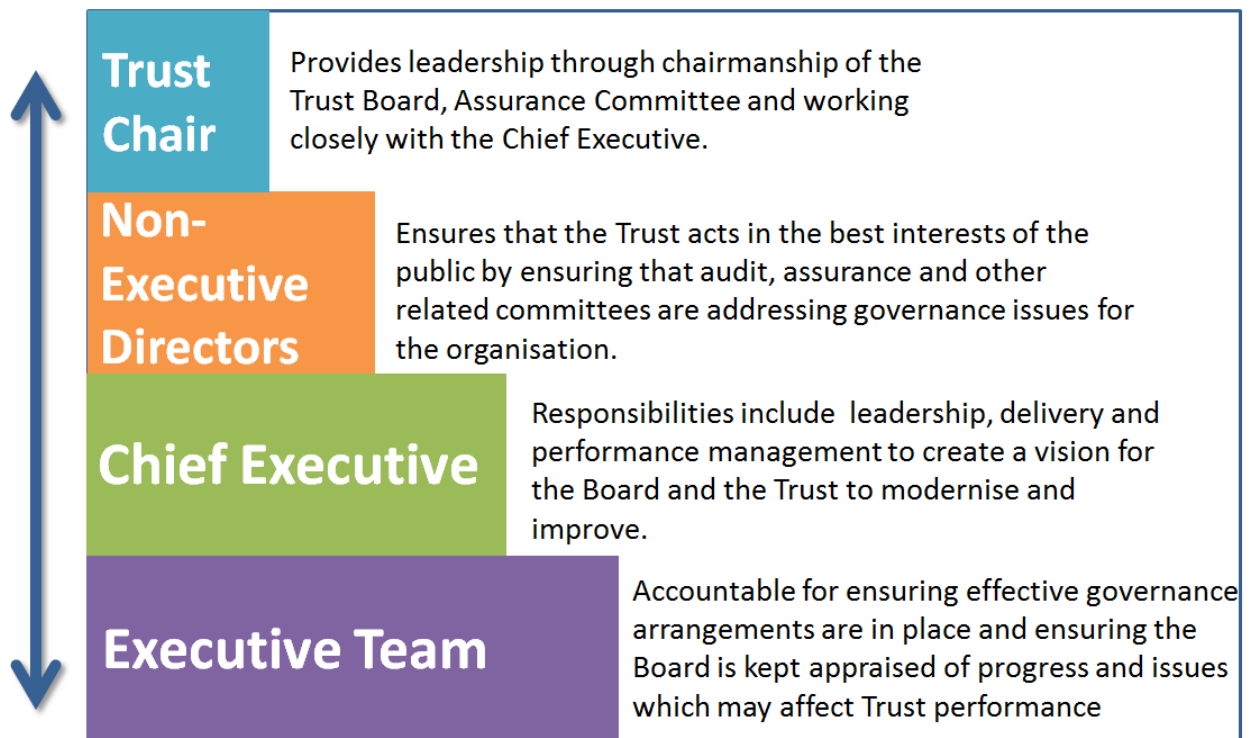 Trust
Chair
Provides leadership through chairmanship of the
Trust Board, Assurance Committee and working
closely with the Chief Executive.
Non-
Executive
Directors
Ensures that the Trust acts in the best interests of the
public by ensuring that audit, assurance and other
related committees are addressing governance issues for
the organisation.
Chief Executive
Responsibilities include  leadership, delivery and
performance management to create a vision for
the Board and the Trust to modernise and
improve.
Executive Team
Accountable for ensuring effective governance
arrangements are in place and ensuring the
Board is kept appraised of progress and issues
which may affect Trust performance